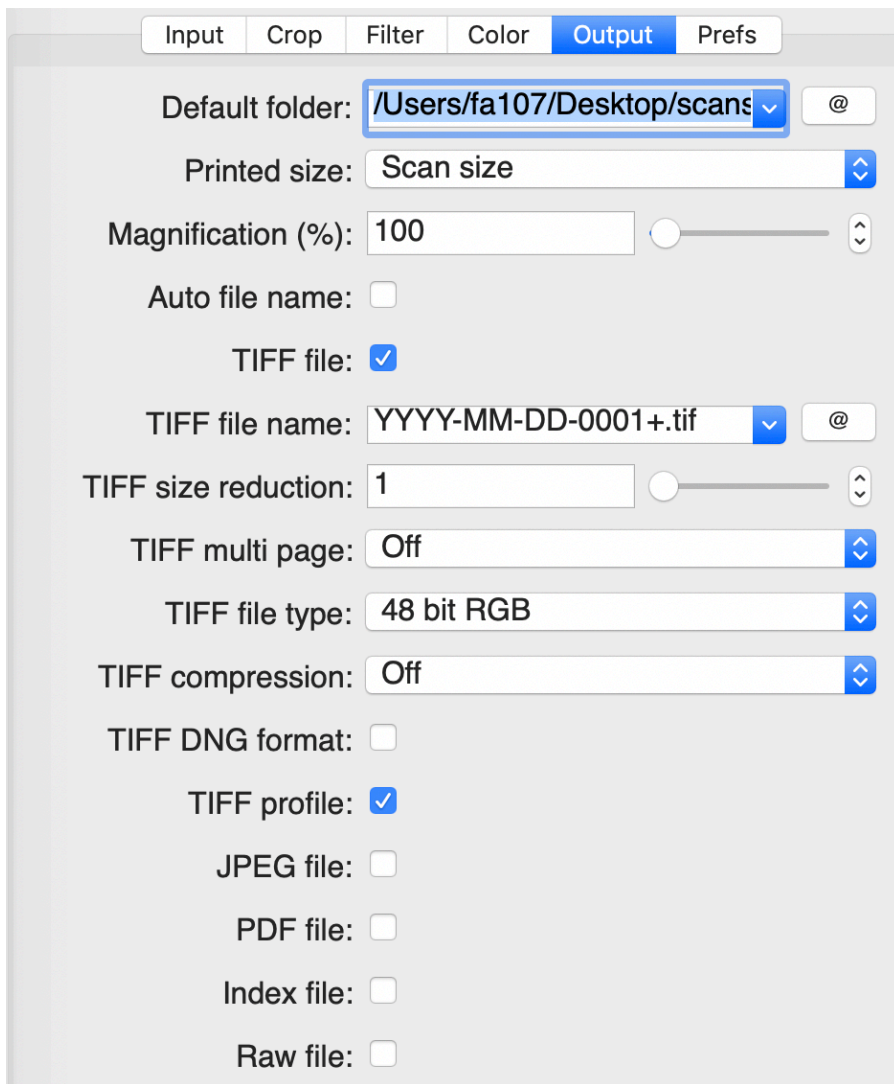 Input Crop Filter Color Output Prefs
Default folder: /Users/fa107/Desktop/scans @
Printed size: Scan size
Magnification (%): 100
Auto file name:
TIFF file:
TIFF file name: YYYY-MM-DD-0001+.tif @
TIFF size reduction: 1
TIFF multi page: Off
TIFF file type: 48 bit RGB
TIFF compression: Off
TIFF DNG format:
TIFF profile:
JPEG file:
PDF file:
Index file:
Raw file: